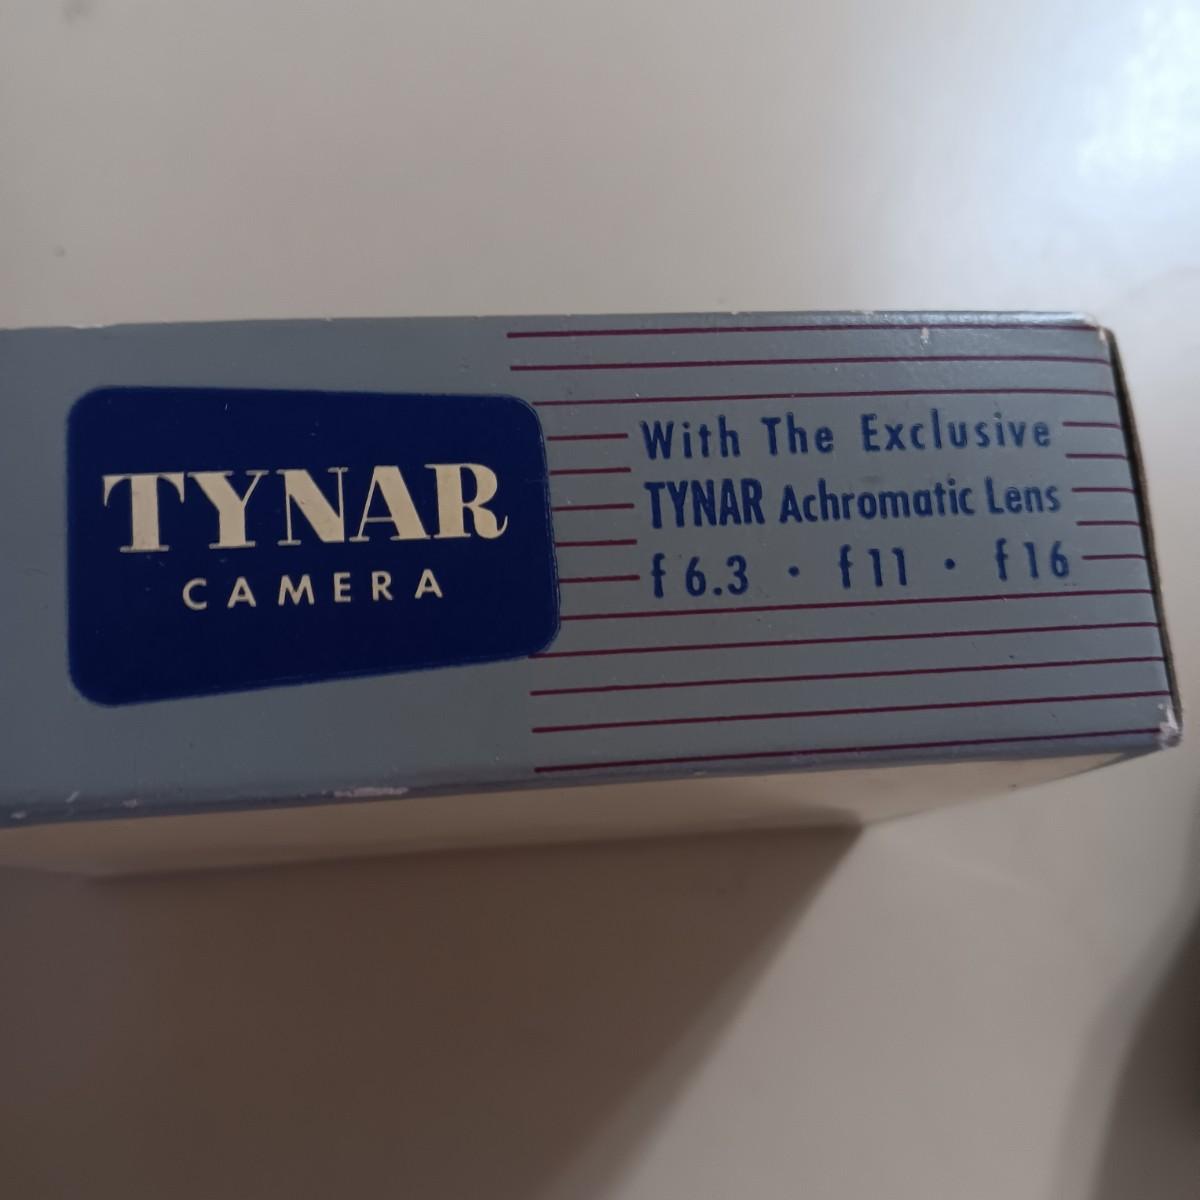 TYNAR
CAMERA
With The Exclusive
TYNAR Achromatic Lens
f 6.3 • f 11 • f 16